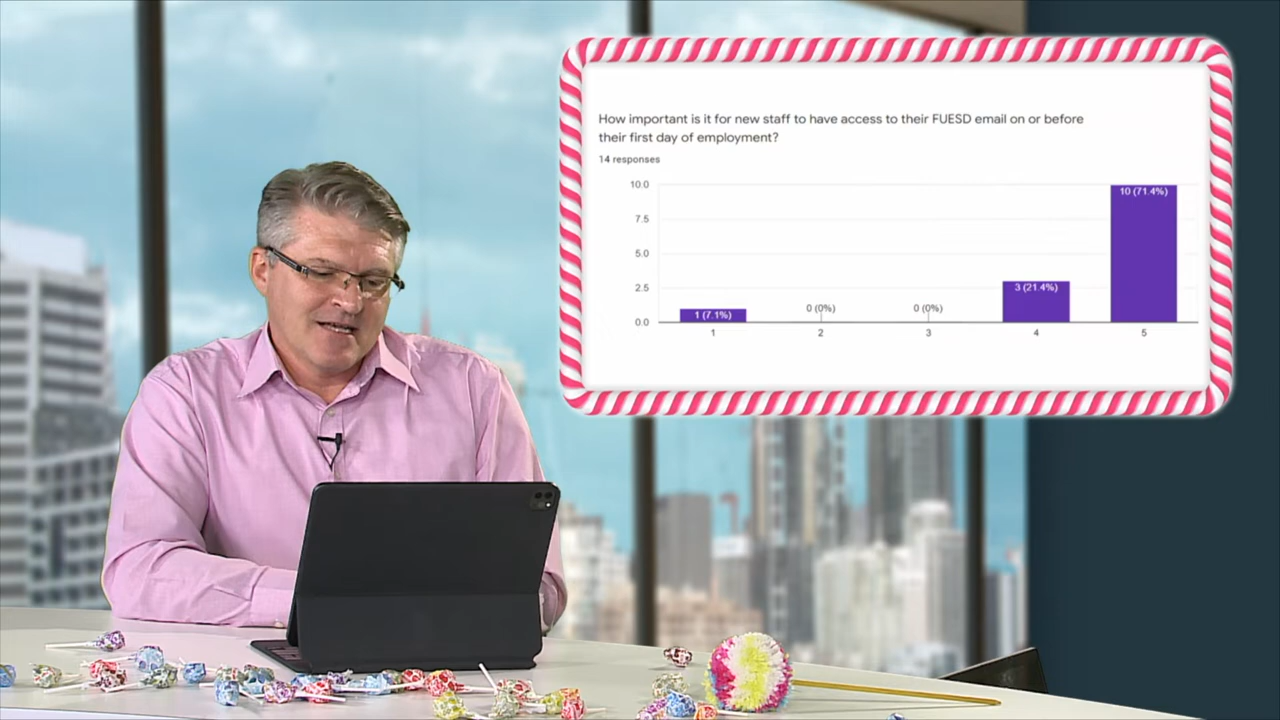 How important is it for new staff to have access to their FUESD email on or before
their first day of employment?
14 responses
10.0
7.5
5.0
2.5
0.0
1 (7.1%)
0 (0%)
0 (0%)
3 (21.4%)
10 (71.4%)
1 2 3 4 5